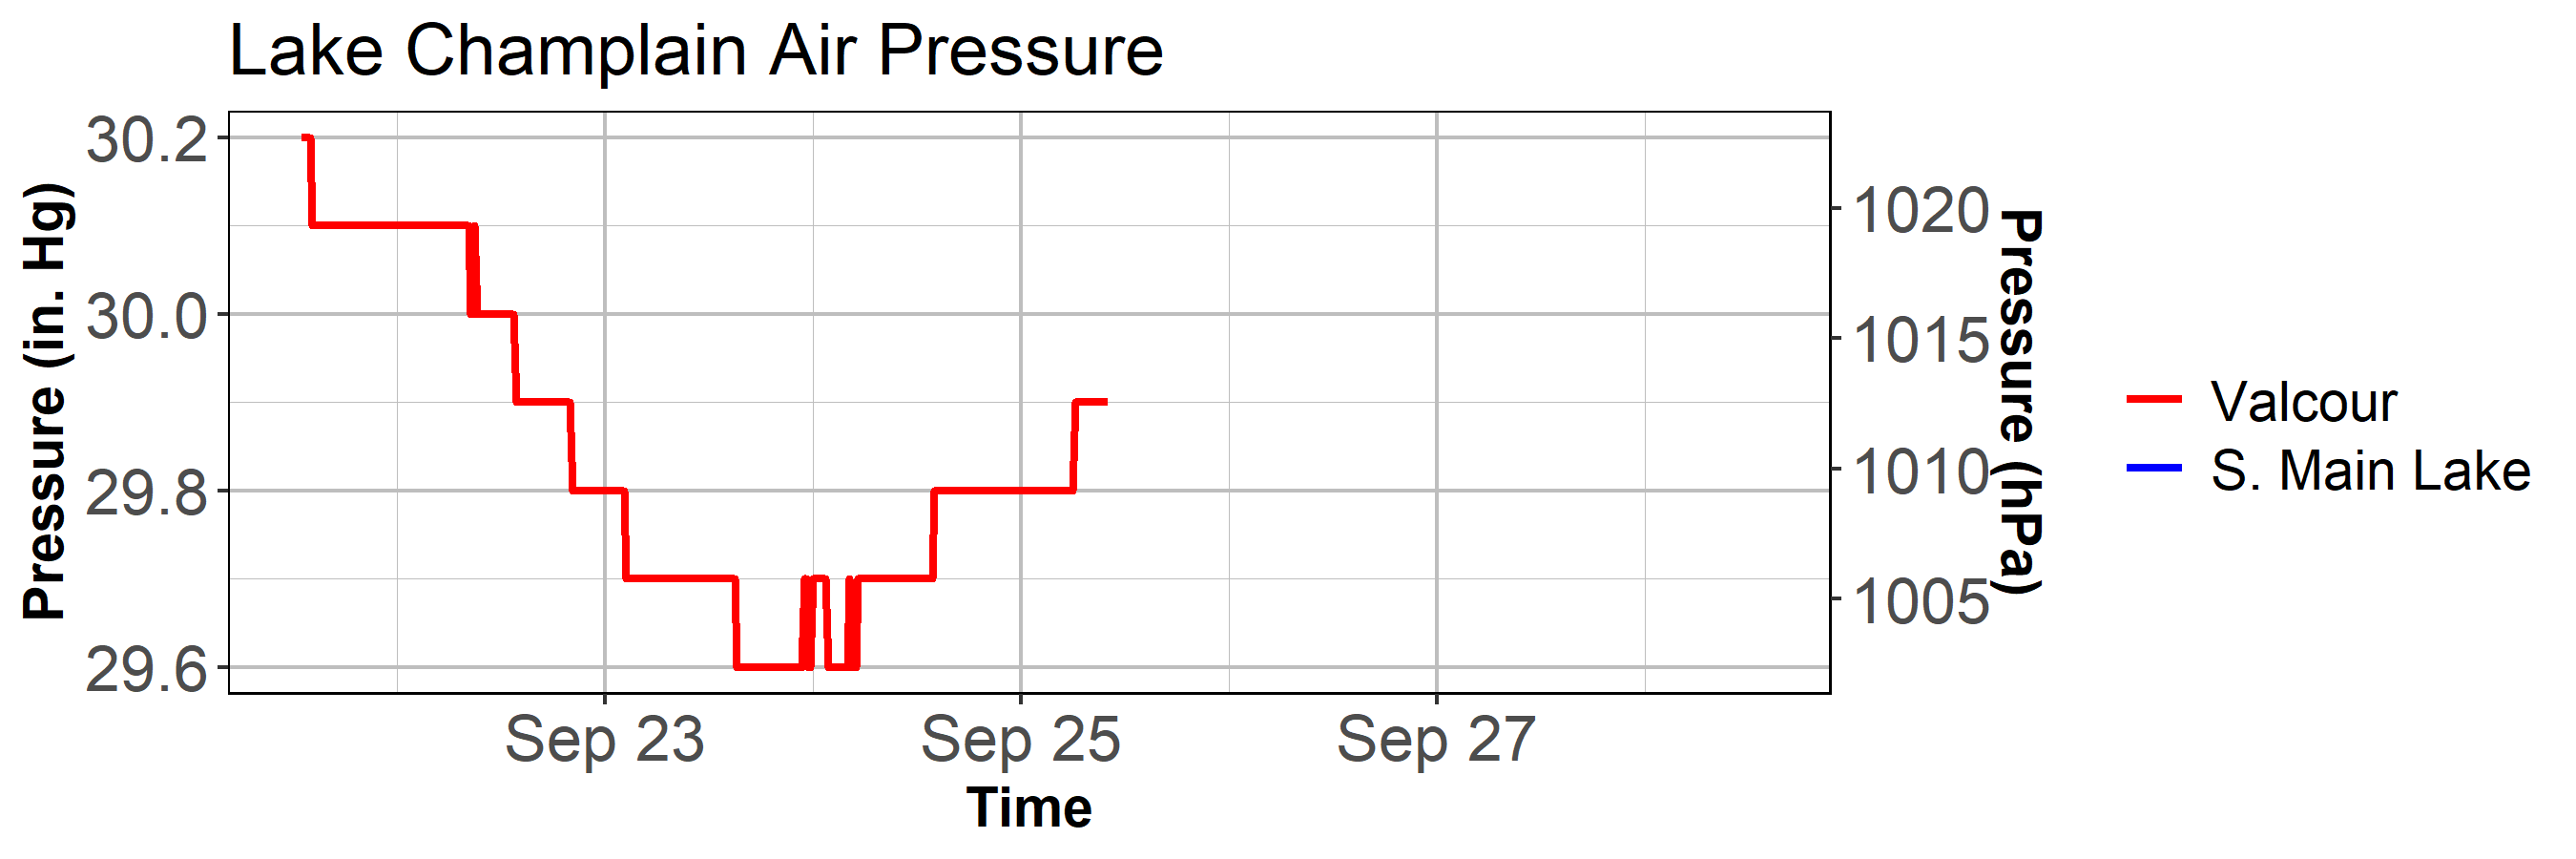 Lake Champlain Air Pressure
Pressure (in. Hg)
30.2
30.0
29.8
29.6
1020
1015
1010
1005
Pressure (hPa)
Valcour
S. Main Lake
Sep 23 Sep 25 Sep 27
Time